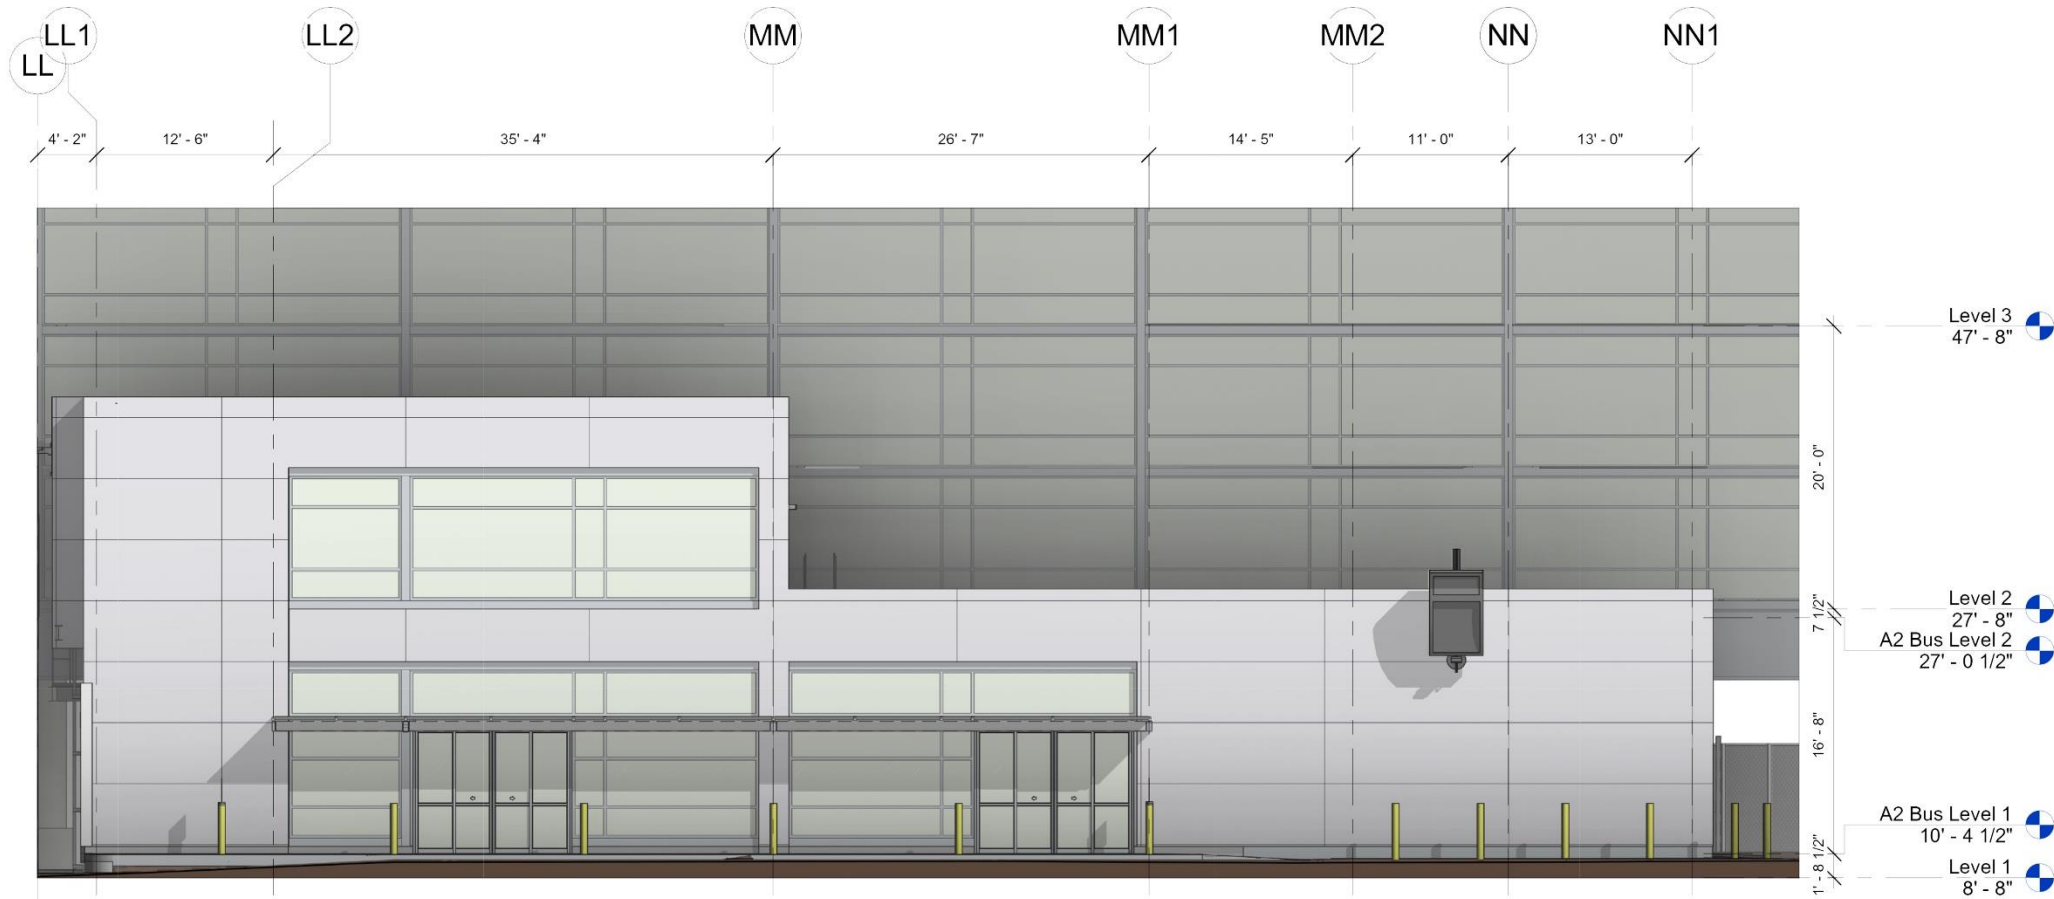 LL1
LL
LL2
MM
MM1
MM2
NN
NN1
4' - 2"
12' - 6"
35' - 4"
26' - 7"
14' - 5"
11' - 0"
13' - 0"
Level 3
47' - 8"
20' - 0"
Level 2
27' - 8"
7 1/2"
A2 Bus Level 2
27' - 0 1/2"
16' - 8"
A2 Bus Level 1
10' - 4 1/2"
1' - 8 1/2"
Level 1
8' - 8"